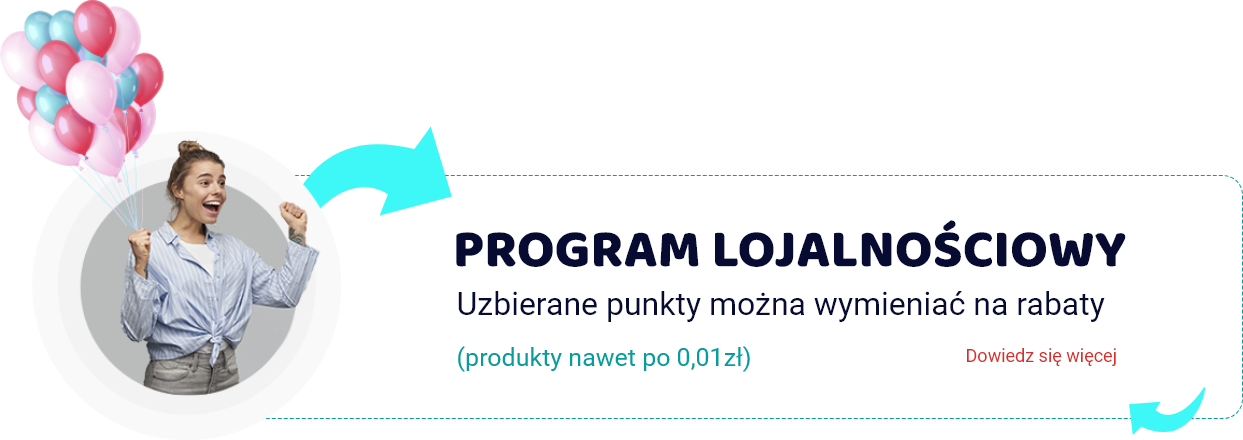 PROGRAM LOJALNOŚCIOWY
Uzbierane punkty można wymieniać na rabaty
(produkty nawet po 0,01zł)
Dowiedz się więcej